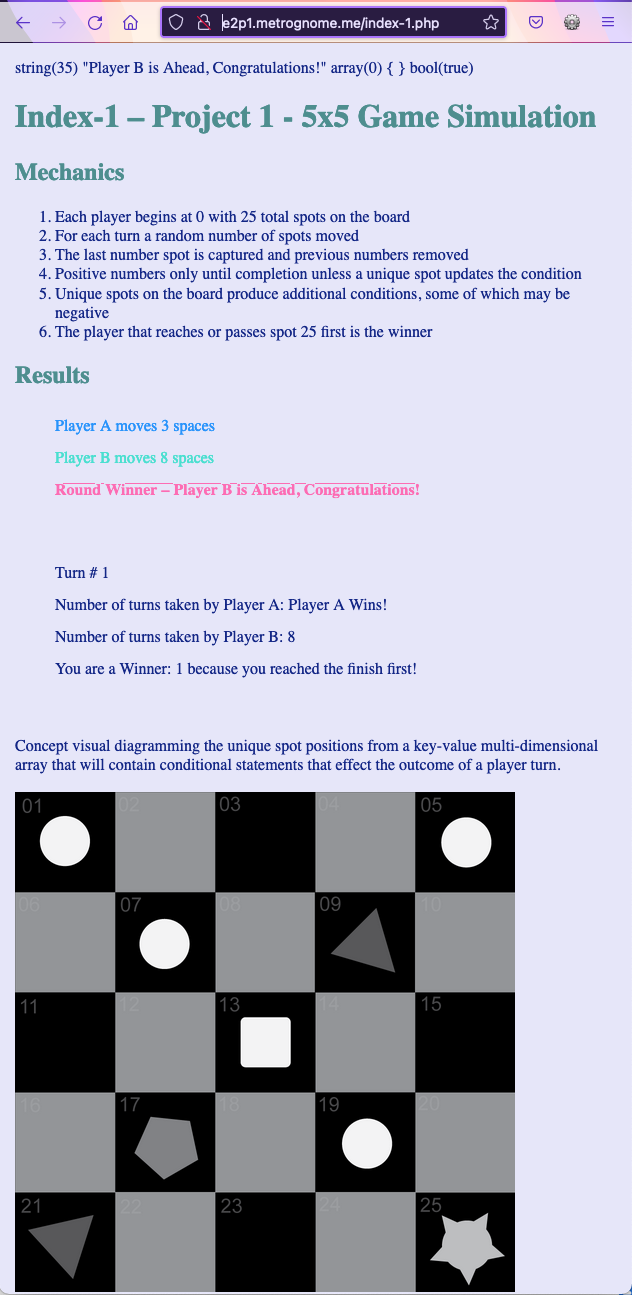 e2p1.metrognome.me/index-1.php
string(35) "Player B is Ahead, Congratulations!" array(0) { } bool(true)
Index-1 – Project 1 - 5x5 Game Simulation
Mechanics
1. Each player begins at 0 with 25 total spots on the board
2. For each turn a random number of spots moved
3. The last number spot is captured and previous numbers removed
4. Positive numbers only until completion unless a unique spot updates the condition
5. Unique spots on the board produce additional conditions, some of which may be
negative
6. The player that reaches or passes spot 25 first is the winner
Results
Player A moves 3 spaces
Player B moves 8 spaces
Round Winner – Player B is Ahead, Congratulations!
Turn # 1
Number of turns taken by Player A: Player A Wins!
Number of turns taken by Player B: 8
You are a Winner: 1 because you reached the finish first!
Concept visual diagramming the unique spot positions from a key-value multi-dimensional
array that will contain conditional statements that effect the outcome of a player turn.
01 02 03 04 05
06 07 08 09 10
11 12 13 14 15
16 17 18 19 20
21 22 23 24 25